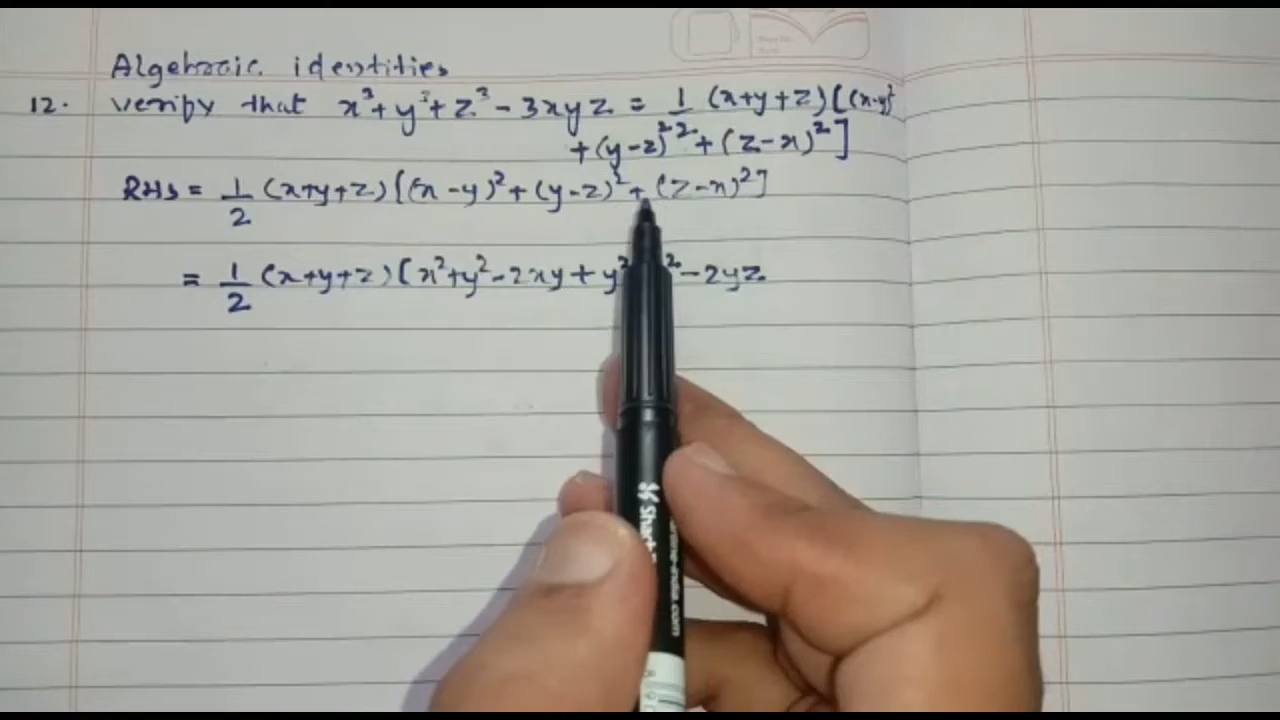 Algebraic identities
12. verify that x³+y³+z³-3xyz = 1/2 (x+y+z)[(x-y)²
+(y-z)²+(z-x)²]
RHS = 1/2 (x+y+z)[(x-y)²+(y-z)²+(z-x)²]
= 1/2 (x+y+z)[x²+y²-2xy+y² ²-2yz